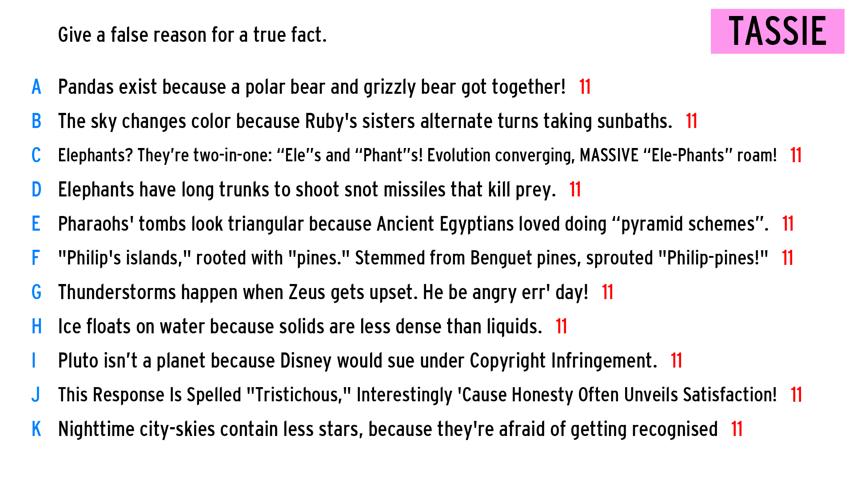 Give a false reason for a true fact.
TASSIE
A Pandas exist because a polar bear and grizzly bear got together! 11
B The sky changes color because Ruby's sisters alternate turns taking sunbaths. 11
C Elephants? They’re two-in-one: “Ele”s and “Phant”s! Evolution converging, MASSIVE “Ele-Phants” roam! 11
D Elephants have long trunks to shoot snot missiles that kill prey. 11
E Pharaohs' tombs look triangular because Ancient Egyptians loved doing “pyramid schemes”. 11
F "Philip's islands," rooted with "pines." Stemmed from Benguet pines, sprouted "Philip-pines!" 11
G Thunderstorms happen when Zeus gets upset. He be angry err' day! 11
H Ice floats on water because solids are less dense than liquids. 11
I Pluto isn’t a planet because Disney would sue under Copyright Infringement. 11
J This Response Is Spelled "Tristichous," Interestingly 'Cause Honesty Often Unveils Satisfaction! 11
K Nighttime city-skies contain less stars, because they're afraid of getting recognised 11